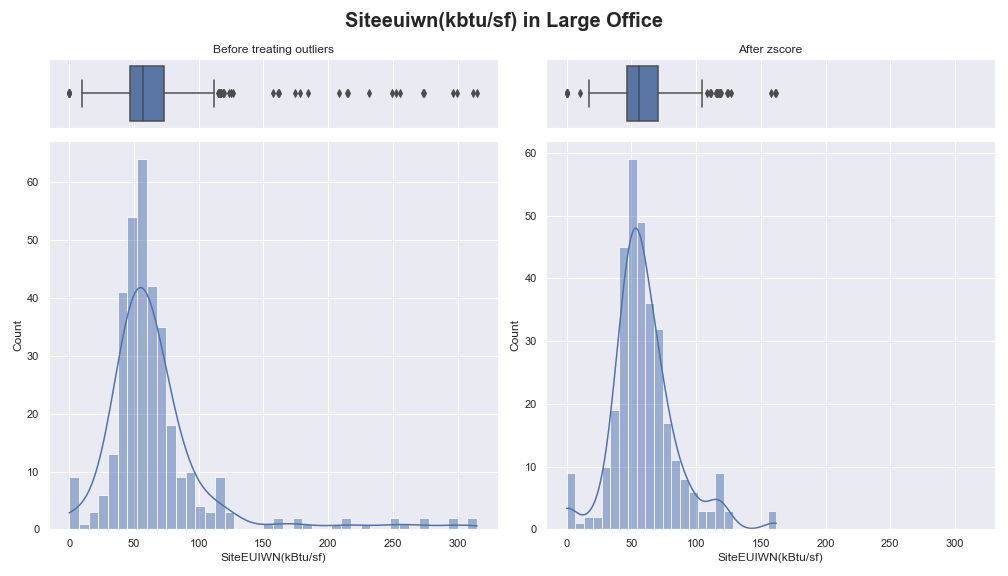 Siteeuiwn(kbtu/sf) in Large Office
Before treating outliers
After zscore
60
50
40
30
20
10
0
Count
0 50 100 150 200 250 300
SiteEUIWN(kBtu/sf)
60
50
40
30
20
10
0
Count
0 50 100 150 200 250 300
SiteEUIWN(kBtu/sf)